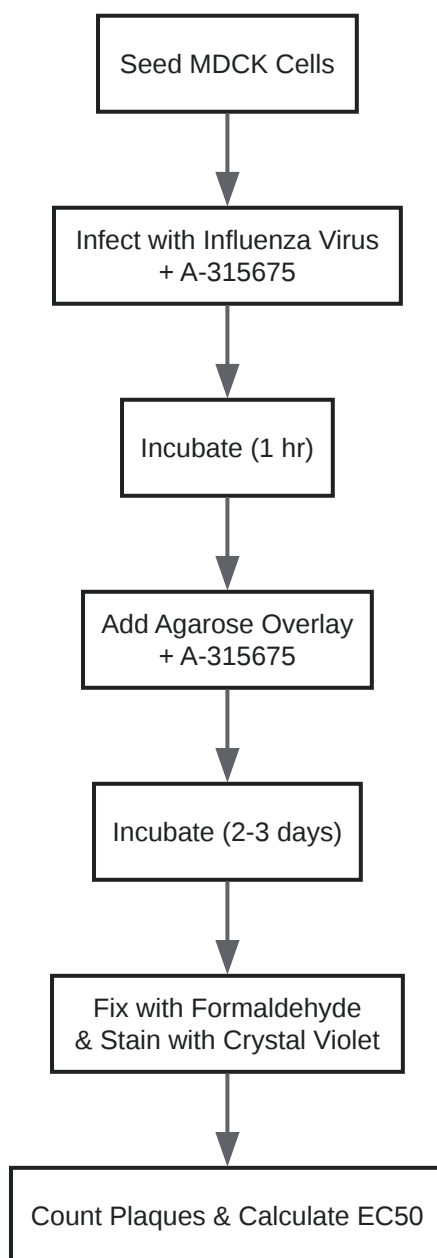 Seed MDCK Cells
Infect with Influenza Virus
+ A-315675
Incubate (1 hr)
Add Agarose Overlay
+ A-315675
Incubate (2-3 days)
Fix with Formaldehyde
& Stain with Crystal Violet
Count Plaques & Calculate EC50